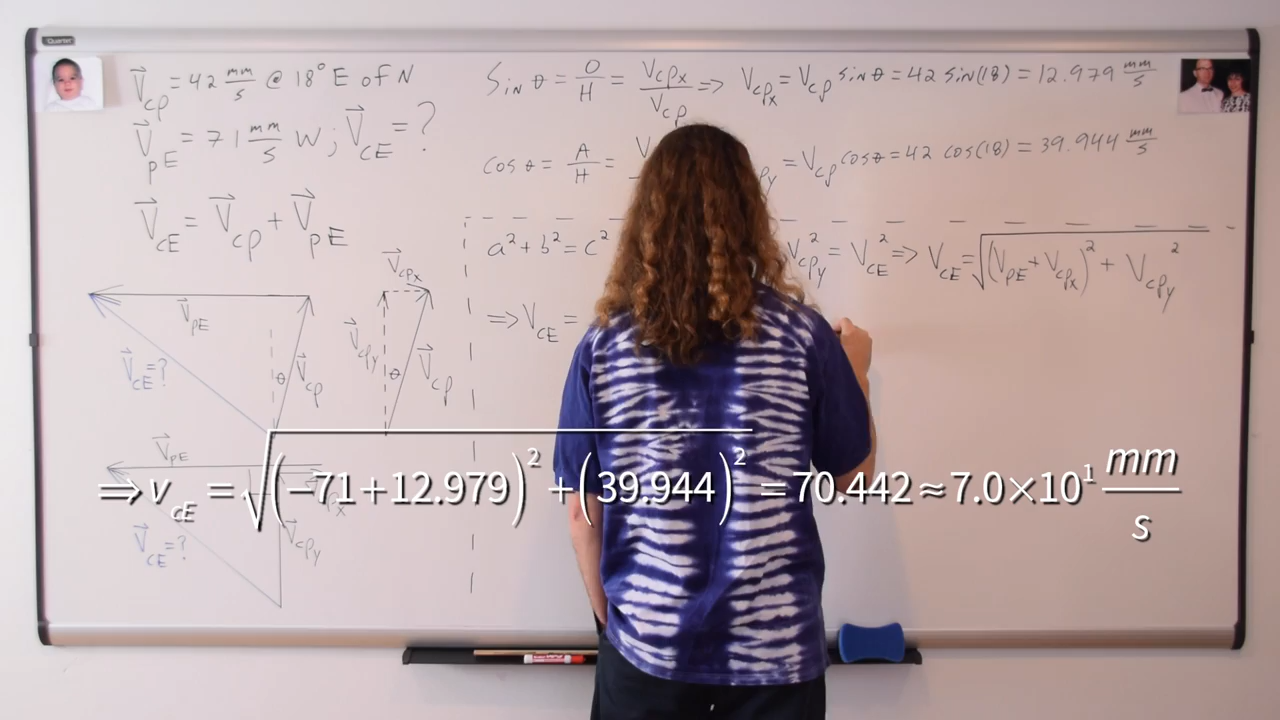 Quartet
V⃗cp = 42 mm/s @ 18° E of N
V⃗pE = 71 mm/s W ; V⃗cE = ?
V⃗cE = V⃗cp + V⃗pE
Sin θ = O/H = Vcpx/Vcp => Vcpx = Vcp sin θ = 42 sin(18) = 12.979 mm/s
cos θ = A/H = V py = Vcp cos θ = 42 cos(18) = 39.944 mm/s
a² + b² = c² Vcpy² = VcE² => VcE = √((VpE + Vcpx)² + Vcpy²)
=> VcE =
V⃗cpx
V⃗pE
V⃗cpy
V⃗cE = ?
θ
V⃗cp
θ
V⃗cp
V⃗pE
px
V⃗cE = ?
V⃗cpy
⇒ vcE = √((−71+12.979)² + (39.944)²) = 70.442 ≈ 7.0×10¹ mm/s